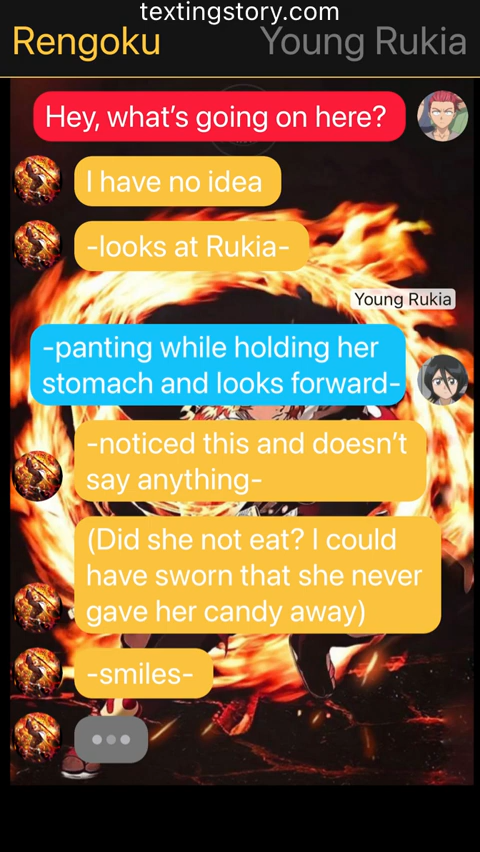 textingstory.com
Rengoku
Young Rukia
Hey, what’s going on here?
I have no idea
-looks at Rukia-
Young Rukia
-panting while holding her
stomach and looks forward-
-noticed this and doesn’t
say anything-
(Did she not eat? I could
have sworn that she never
gave her candy away)
-smiles-